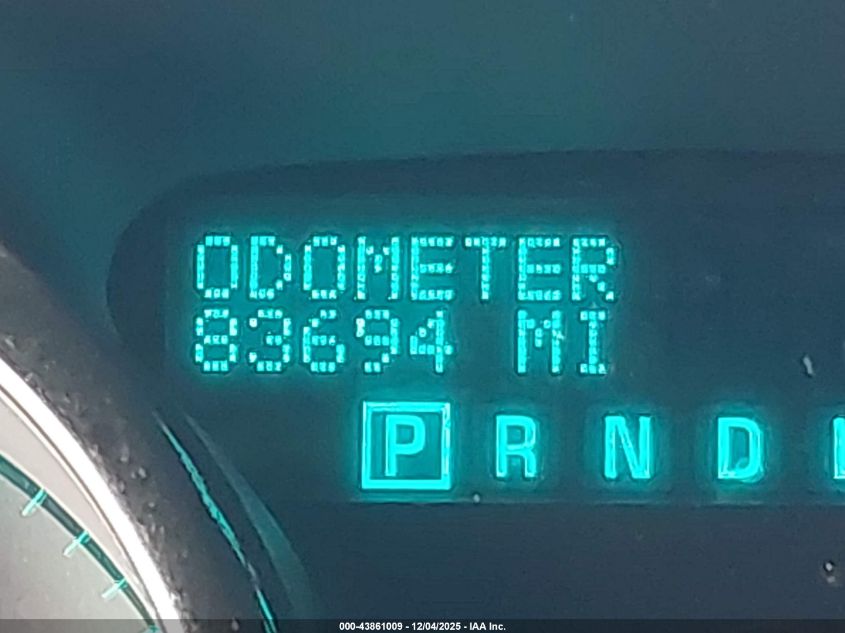 ODOMETER
83694 MI
P R N D
000-43861009 - 12/04/2025 - IAA Inc.